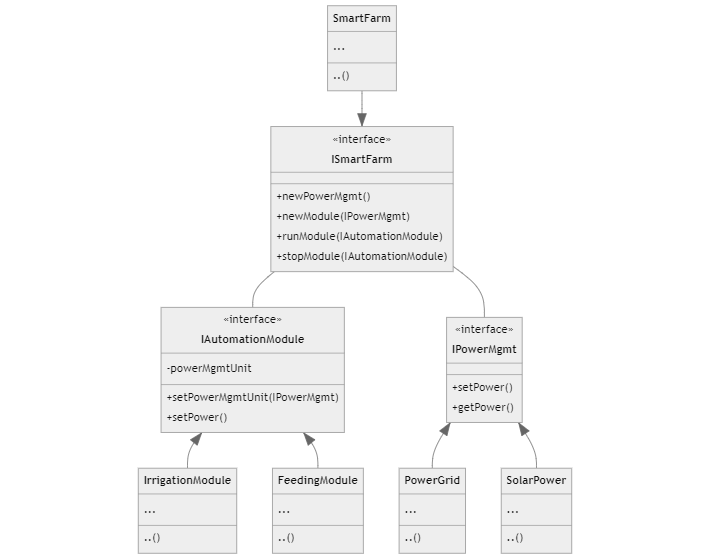 SmartFarm
...
..()
«interface»
ISmartFarm
+newPowerMgmt()
+newModule(IPowerMgmt)
+runModule(IAutomationModule)
+stopModule(IAutomationModule)
«interface»
IAutomationModule
-powerMgmtUnit
+setPowerMgmtUnit(IPowerMgmt)
+setPower()
«interface»
IPowerMgmt
+setPower()
+getPower()
IrrigationModule
...
..()
FeedingModule
...
..()
PowerGrid
...
..()
SolarPower
...
..()